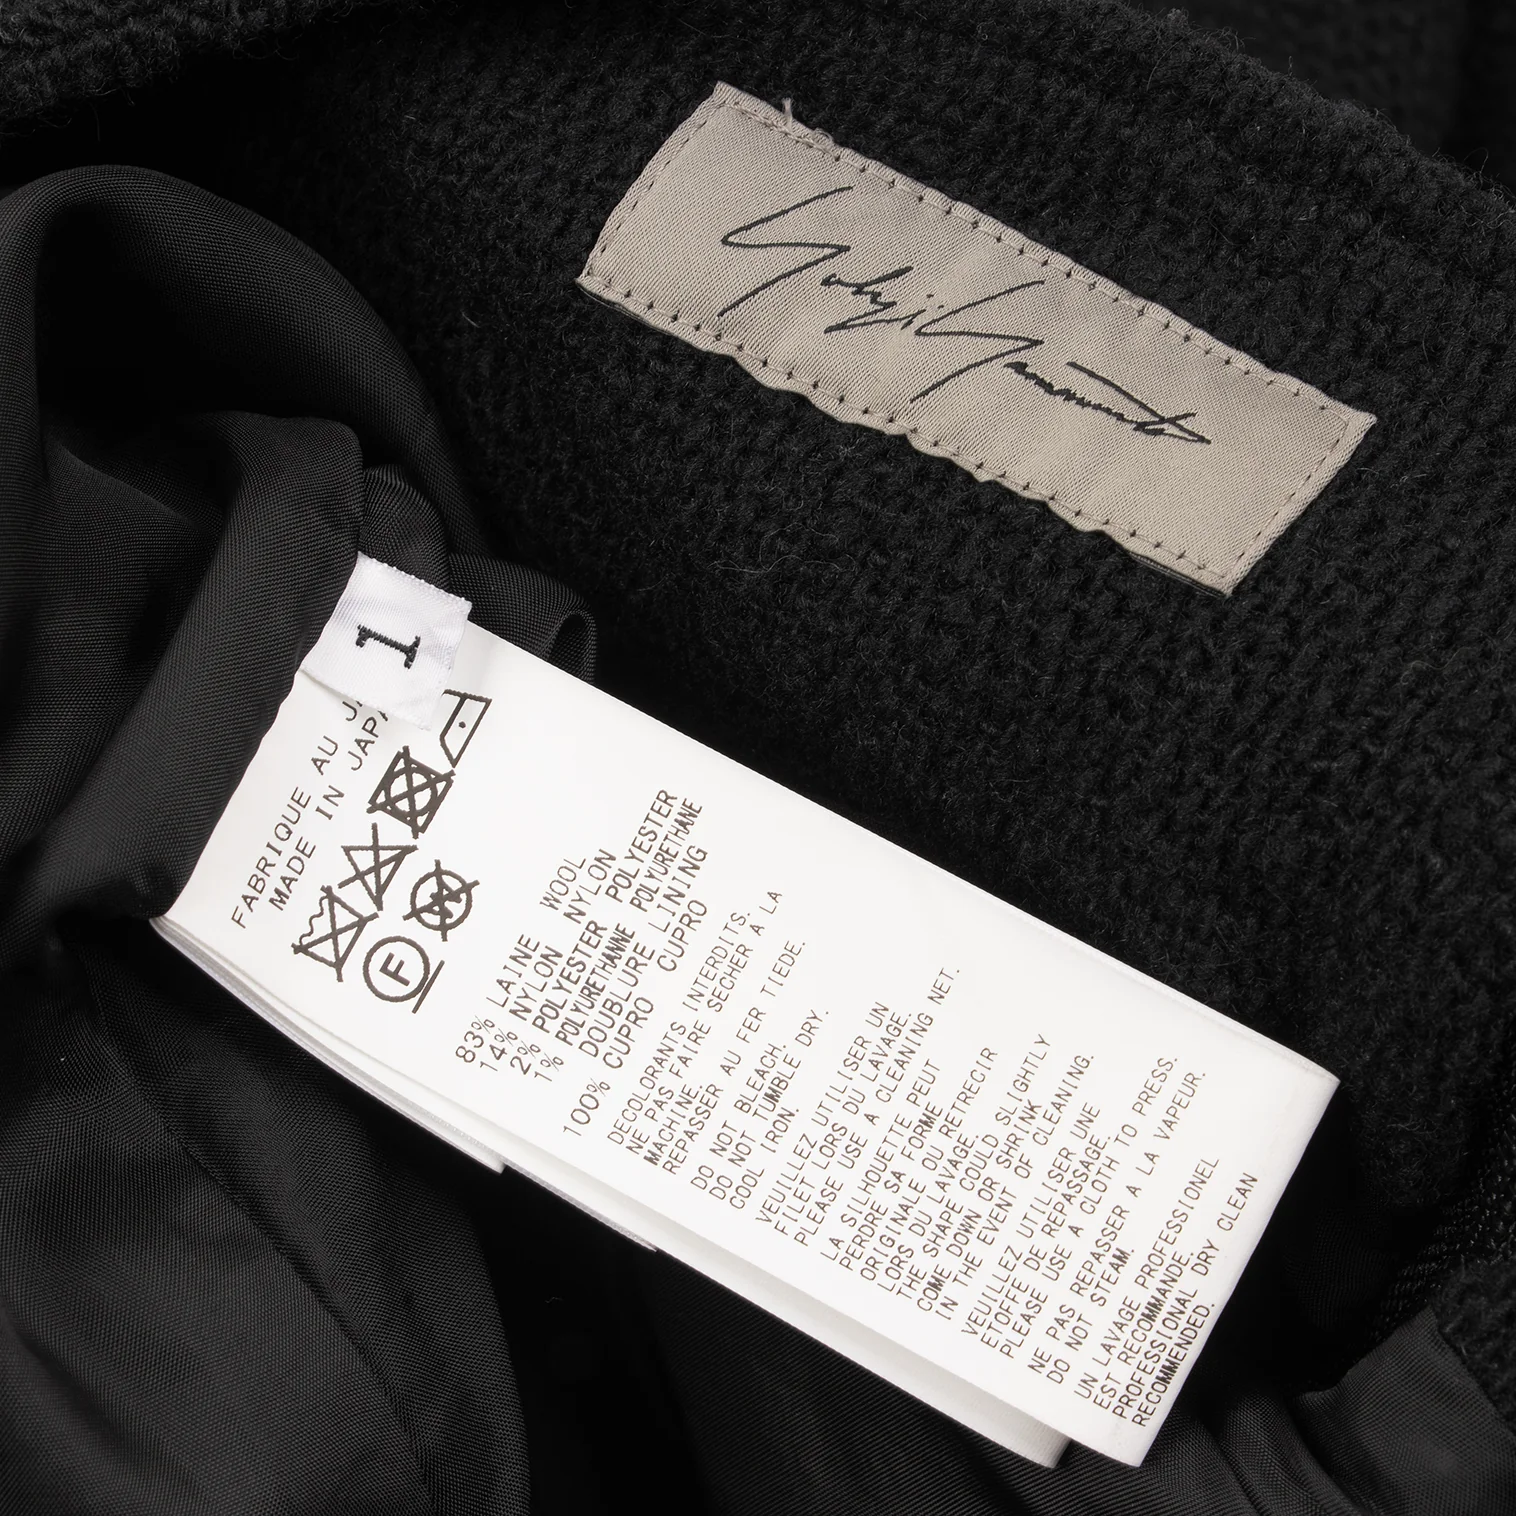 Yohji Yamamoto
1
FABRIQUE AU
MADE IN JAPA
F
83% LAINE WOOL
14% NYLON NYLON
2% POLYESTER POLYESTER
1% POLYURETHANNE POLYURETHANE
DOUBLURE LINING
100% CUPRO CUPRO
DECOLORANTS INTERDITS.
NE PAS FAIRE SECHER À LA
MACHINE.
REPASSER AU FER TIEDE.
DO NOT BLEACH.
DO NOT TUMBLE DRY.
COOL IRON.
VEUILLEZ UTILISER UN
FILET LORS DU LAVAGE.
PLEASE USE A CLEANING NET.
LA SILHOUETTE PEUT
PERDRE SA FORME
ORIGINALE OU RETRECIR
LORS DU LAVAGE.
THE SHAPE COULD SLIGHTLY
COME DOWN OR SHRINK
IN THE EVENT OF CLEANING.
VEUILLEZ UTILISER UNE
ETOFFE DE REPASSAGE.
PLEASE USE A CLOTH TO PRESS.
NE PAS REPASSER A LA VAPEUR.
DO NOT STEAM.
UN LAVAGE PROFESSIONEL
EST RECOMMANDE.
PROFESSIONAL DRY CLEAN
RECOMMENDED.